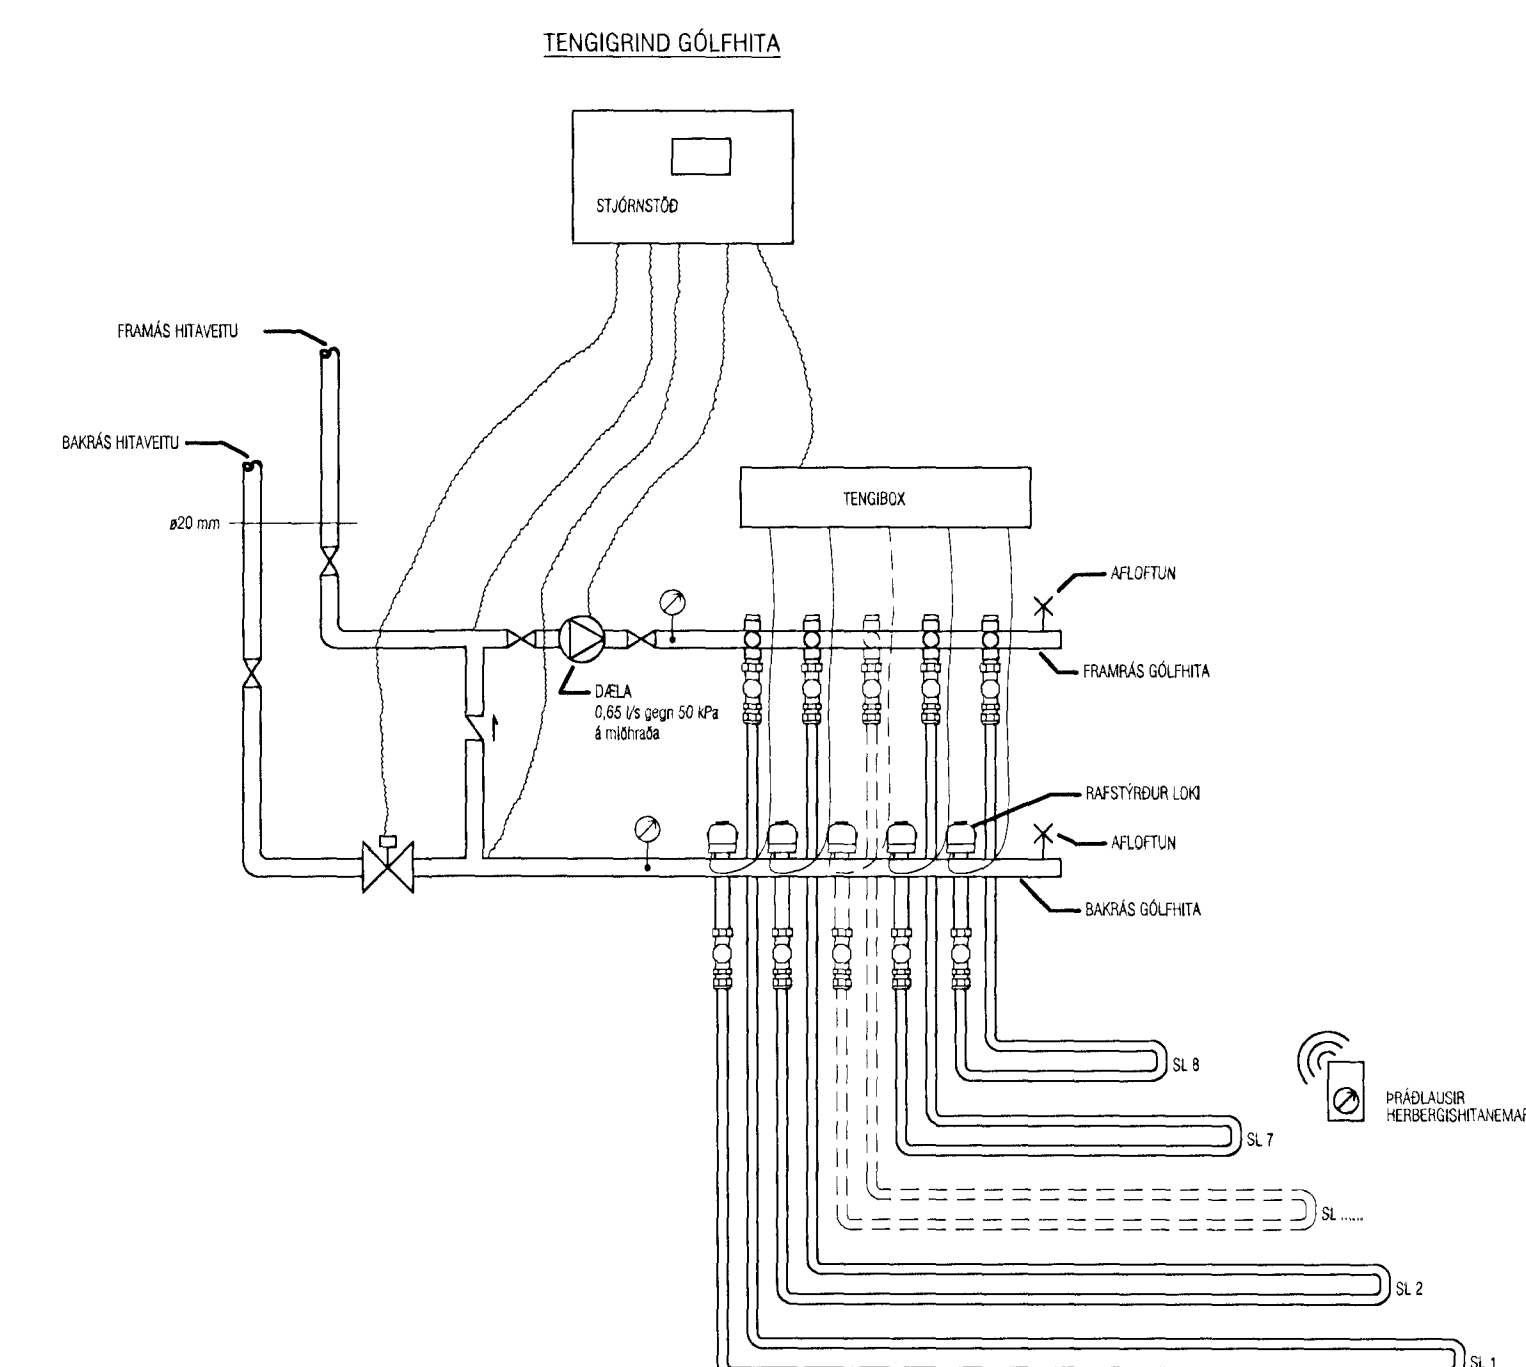 TENGIGRIND GÓLFHITA
STJÓRNSTÖÐ
FRAMÁS HITAVEITU
BAKRÁS HITAVEITU
ø20 mm
TENGIBOX
AFLOFTUN
FRAMRÁS GÓLFHITA
DÆLA
0,65 l/s gegn 50 kPa
á miðhraða
RAFSTÝRÐUR LOKI
AFLOFTUN
BAKRÁS GÓLFHITA
SL 8
ÞRÁÐLAUSIR
HERBERGISHITANEMAR
SL 7
SL ......
SL 2
SL 1